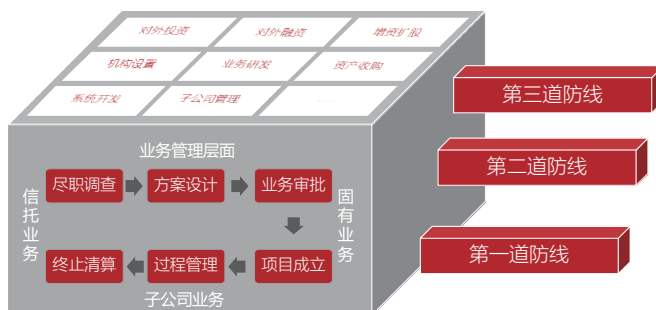 对外投资
对外融资
增资扩股
机构设置
业务研发
资产收购
系统开发
子公司管理
......
第三道防线
第二道防线
第一道防线
业务管理层面
信托业务
固有业务
尽职调查
方案设计
业务审批
终止清算
过程管理
项目成立
子公司业务